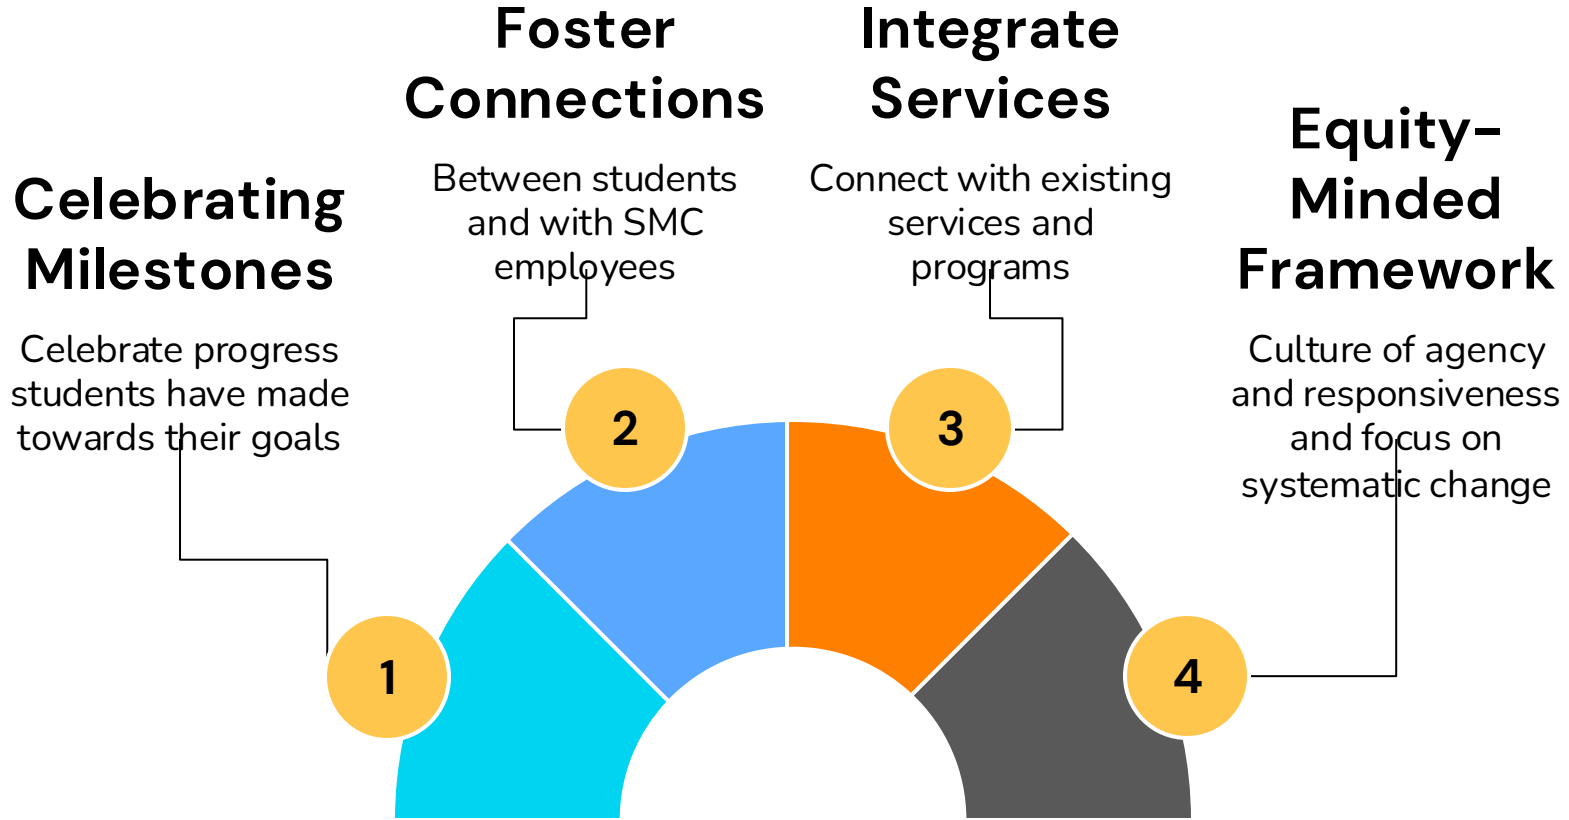 Celebrating
Milestones
Celebrate progress
students have made
towards their goals
1
Foster
Connections
Between students
and with SMC
employees
2
Integrate
Services
Connect with existing
services and
programs
3
Equity-
Minded
Framework
Culture of agency
and responsiveness
and focus on
systematic change
4